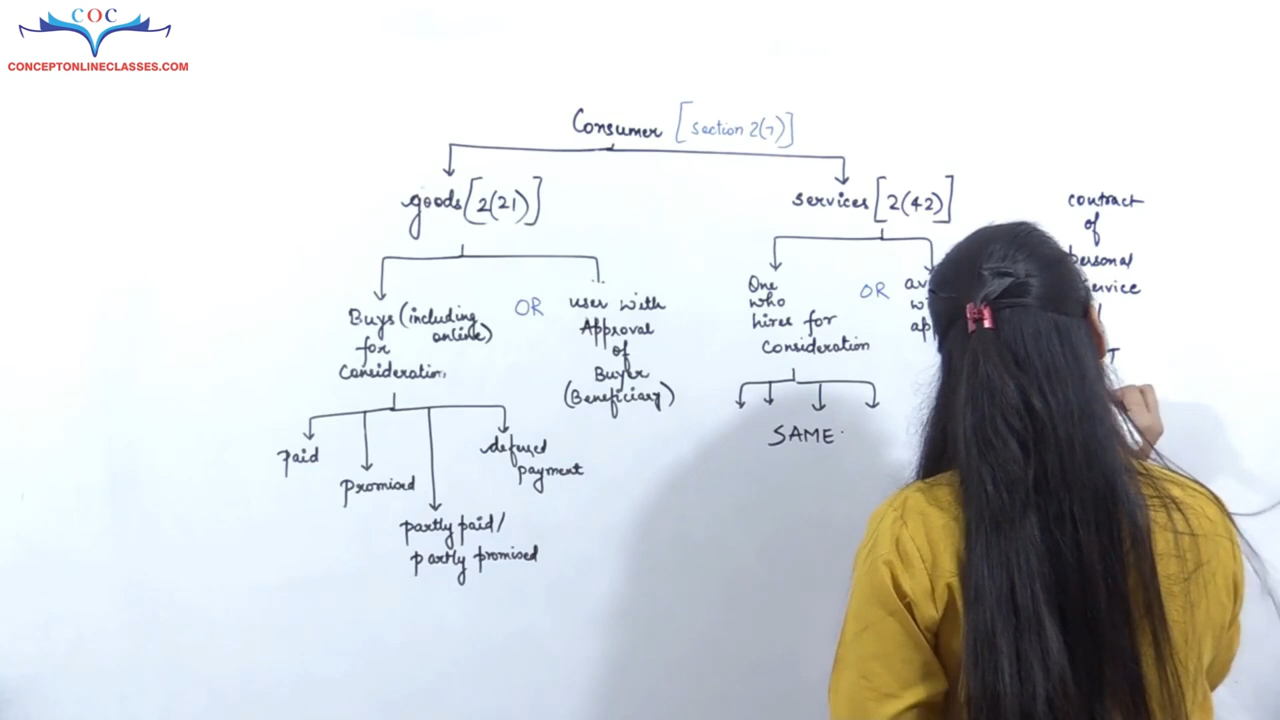 COC
CONCEPTONLINECLASSES.COM
Consumer [section 2(7)]
goods [2(21)]
services [2(42)]
contract
of
personal
Buys (including
online)
for
Consideration
OR
user with
Approval
of
Buyer
(Beneficiary)
One
who
hires for
Consideration
OR
paid
promised
partly paid/
partly promised
deferred
payment
SAME